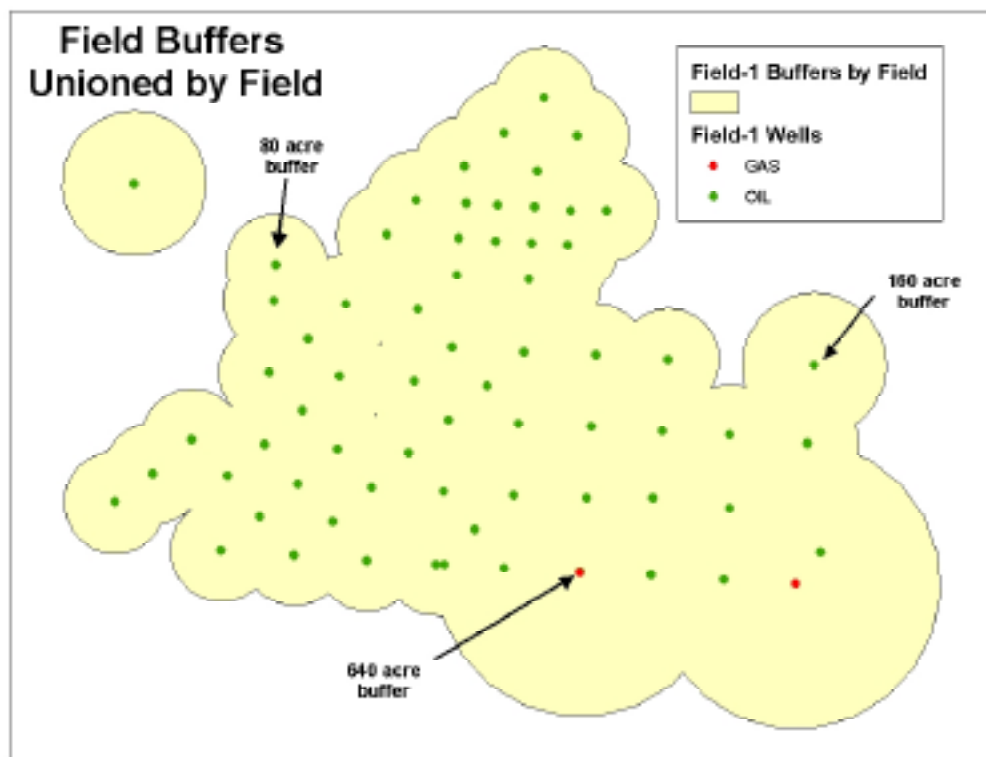 Field Buffers
Unioned by Field
80 acre
buffer
Field-1 Buffers by Field
Field-1 Wells
GAS
OIL
160 acre
buffer
640 acre
buffer